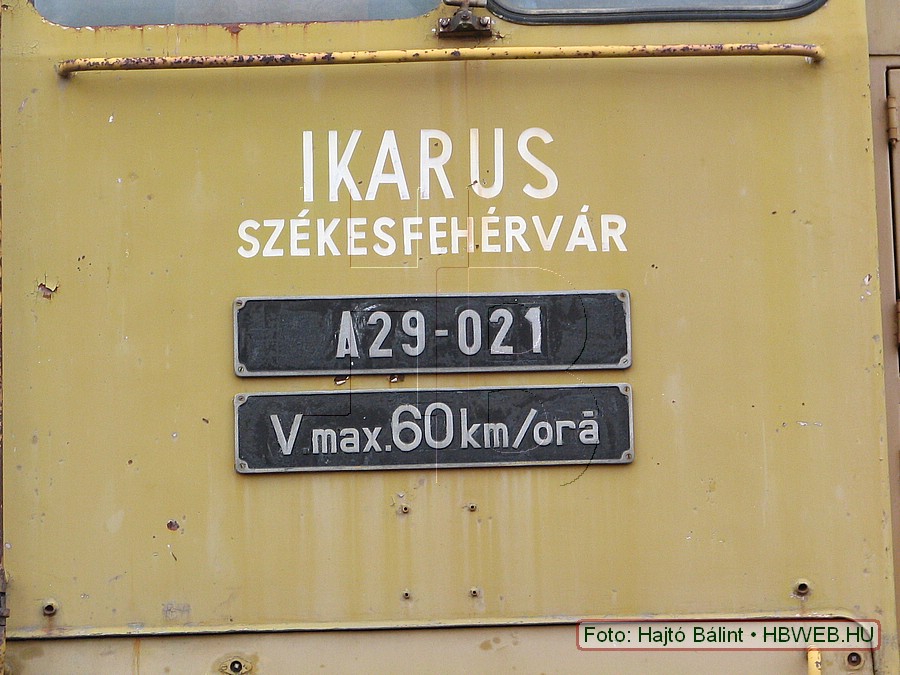 IKARUS
SZÉKESFEHÉRVÁR
A29-021
V max.60km/oră
Foto: Hajtó Bálint • HBWEB.HU